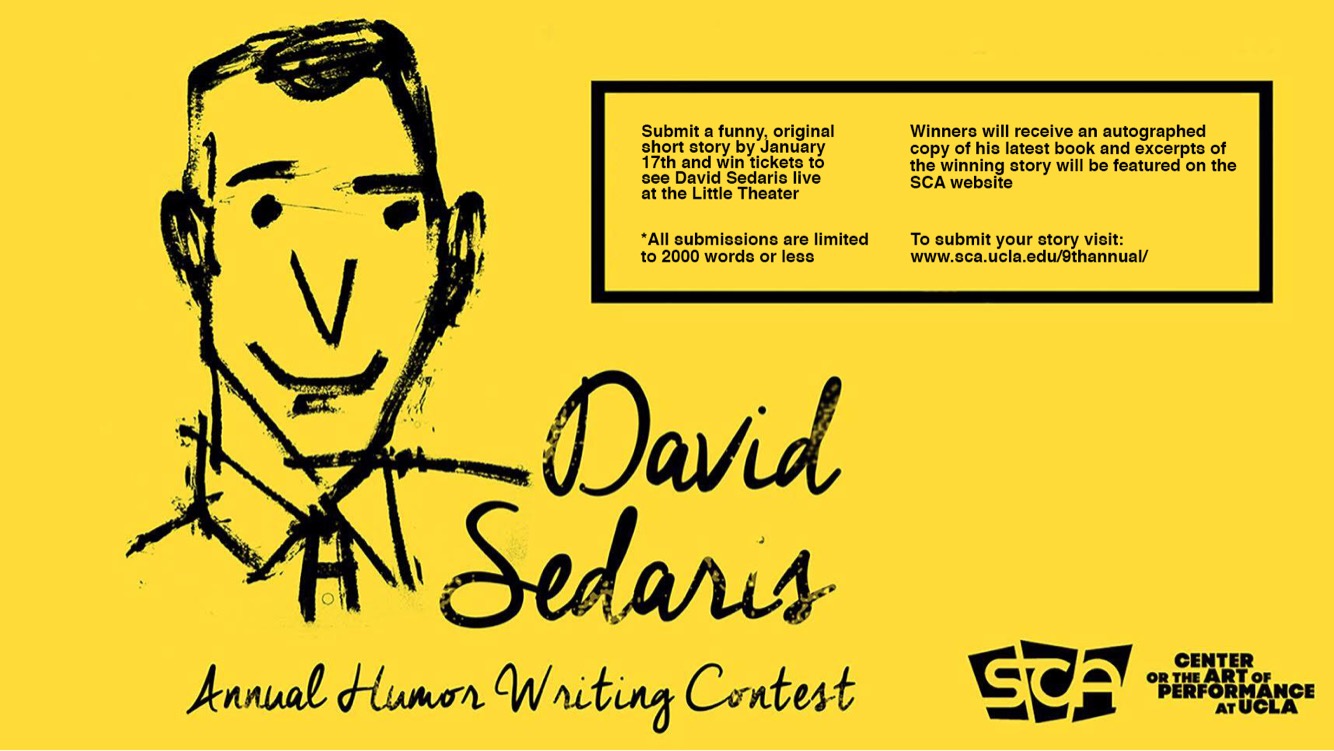 Submit a funny, original
short story by January
17th and win tickets to
see David Sedaris live
at the Little Theater
*All submissions are limited
to 2000 words or less
Winners will receive an autographed
copy of his latest book and excerpts of
the winning story will be featured on the
SCA website
To submit your story visit:
www.sca.ucla.edu/9thannual/
David
Sedaris
Annual Humor Writing Contest
SCA
CENTER
OR THE ART OF
PERFORMANCE
AT UCLA